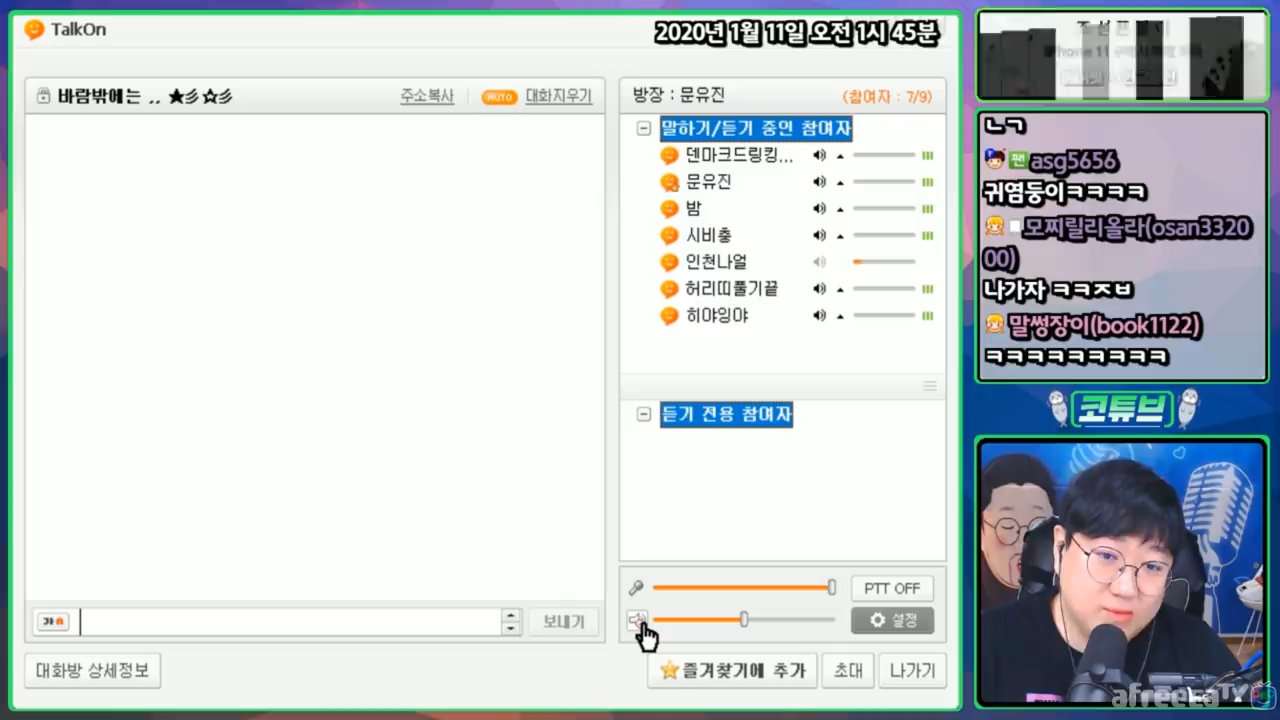 TalkOn
2020년 1월 11일 오전 1시 45분
바람밖에는 ,, ★彡☆彡
주소복사
AUTO
대화지우기
방장 : 문유진
(참여자 : 7/9)
말하기/듣기 중인 참여자
덴마크드링킹...
문유진
밤
시비충
인천나얼
허리띠풀기끝
히야잉야
듣기 전용 참여자
PTT OFF
설정
가a
보내기
대화방 상세정보
즐겨찾기에 추가
초대
나가기
ㄴㄱ
팬 asg5656
귀염둥이ㅋㅋㅋㅋ
모찌릴리올라(osan3320
00)
나가자 ㅋㅋㅈㅂ
말썽장이(book1122)
ㅋㅋㅋㅋㅋㅋㅋㅋㅋ
코튜브
afreecaTV